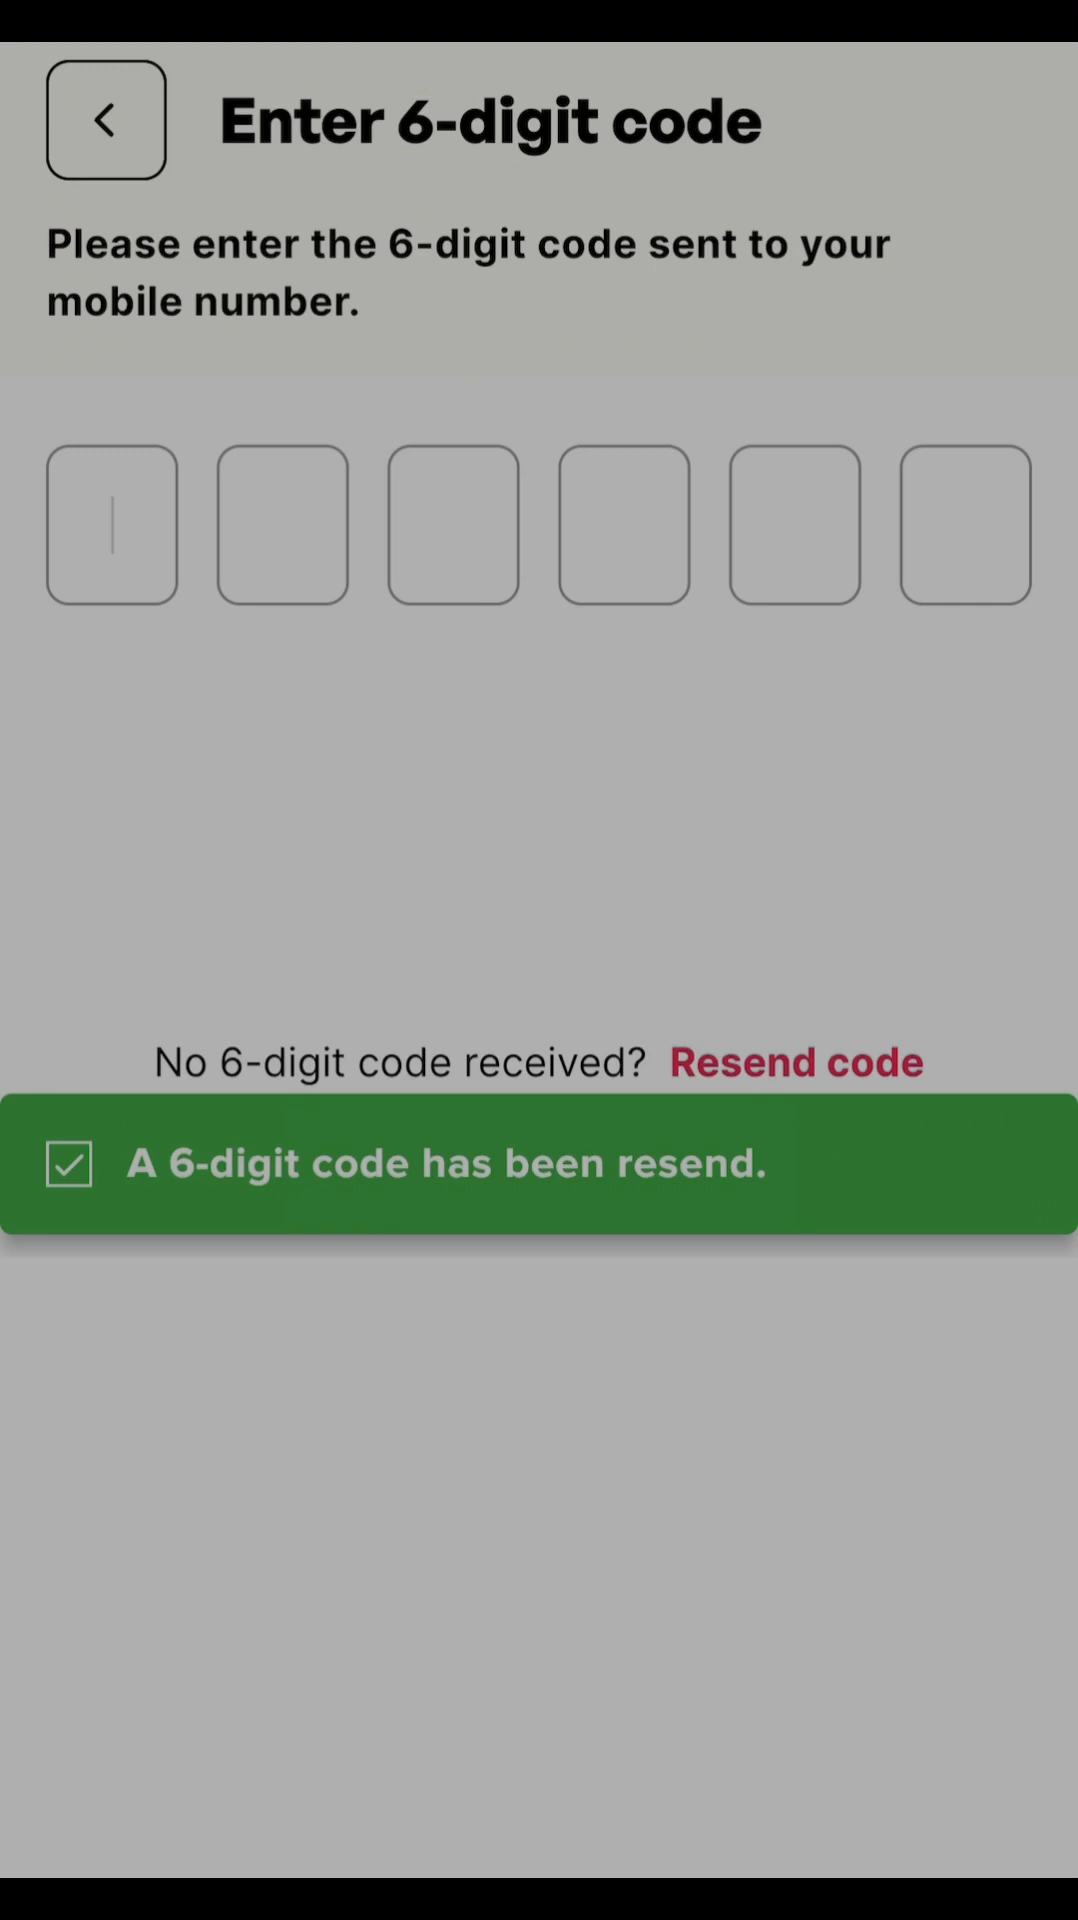 Enter 6-digit code
Please enter the 6-digit code sent to your
mobile number.
No 6-digit code received? Resend code
A 6-digit code has been resend.